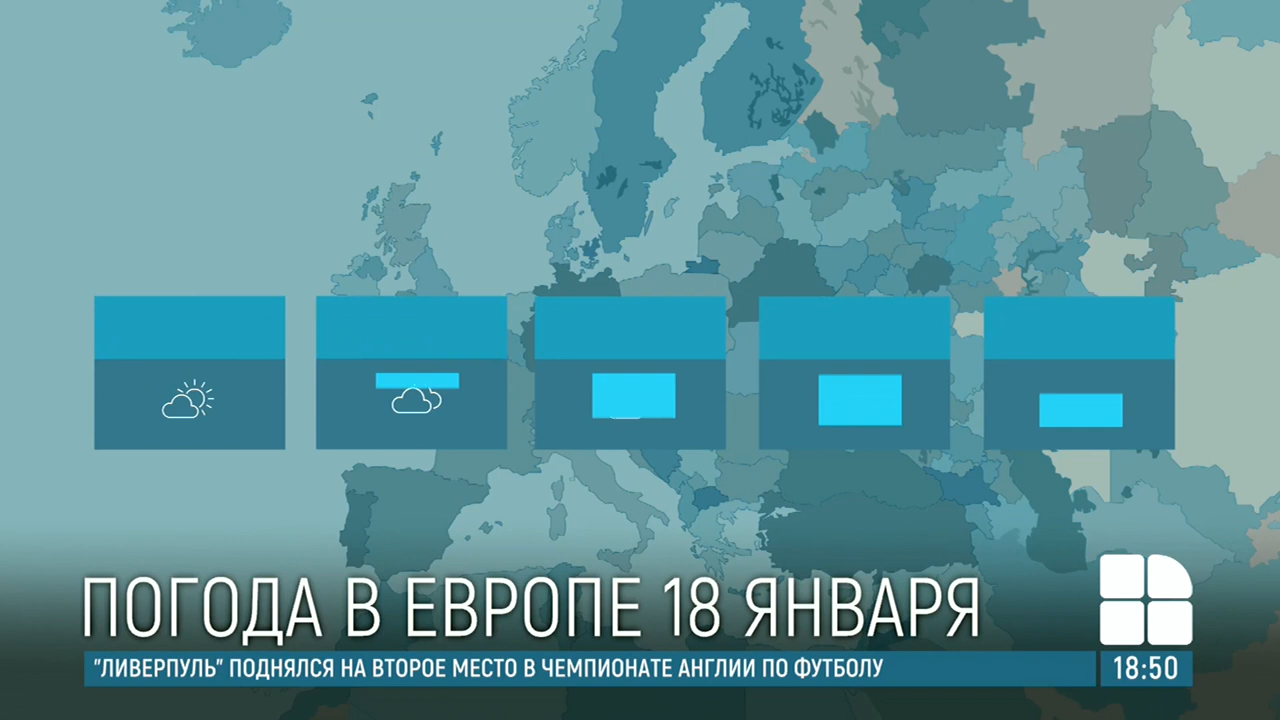 ПОГОДА В ЕВРОПЕ 18 ЯНВАРЯ
"ЛИВЕРПУЛЬ" ПОДНЯЛСЯ НА ВТОРОЕ МЕСТО В ЧЕМПИОНАТЕ АНГЛИИ ПО ФУТБОЛУ
18:50